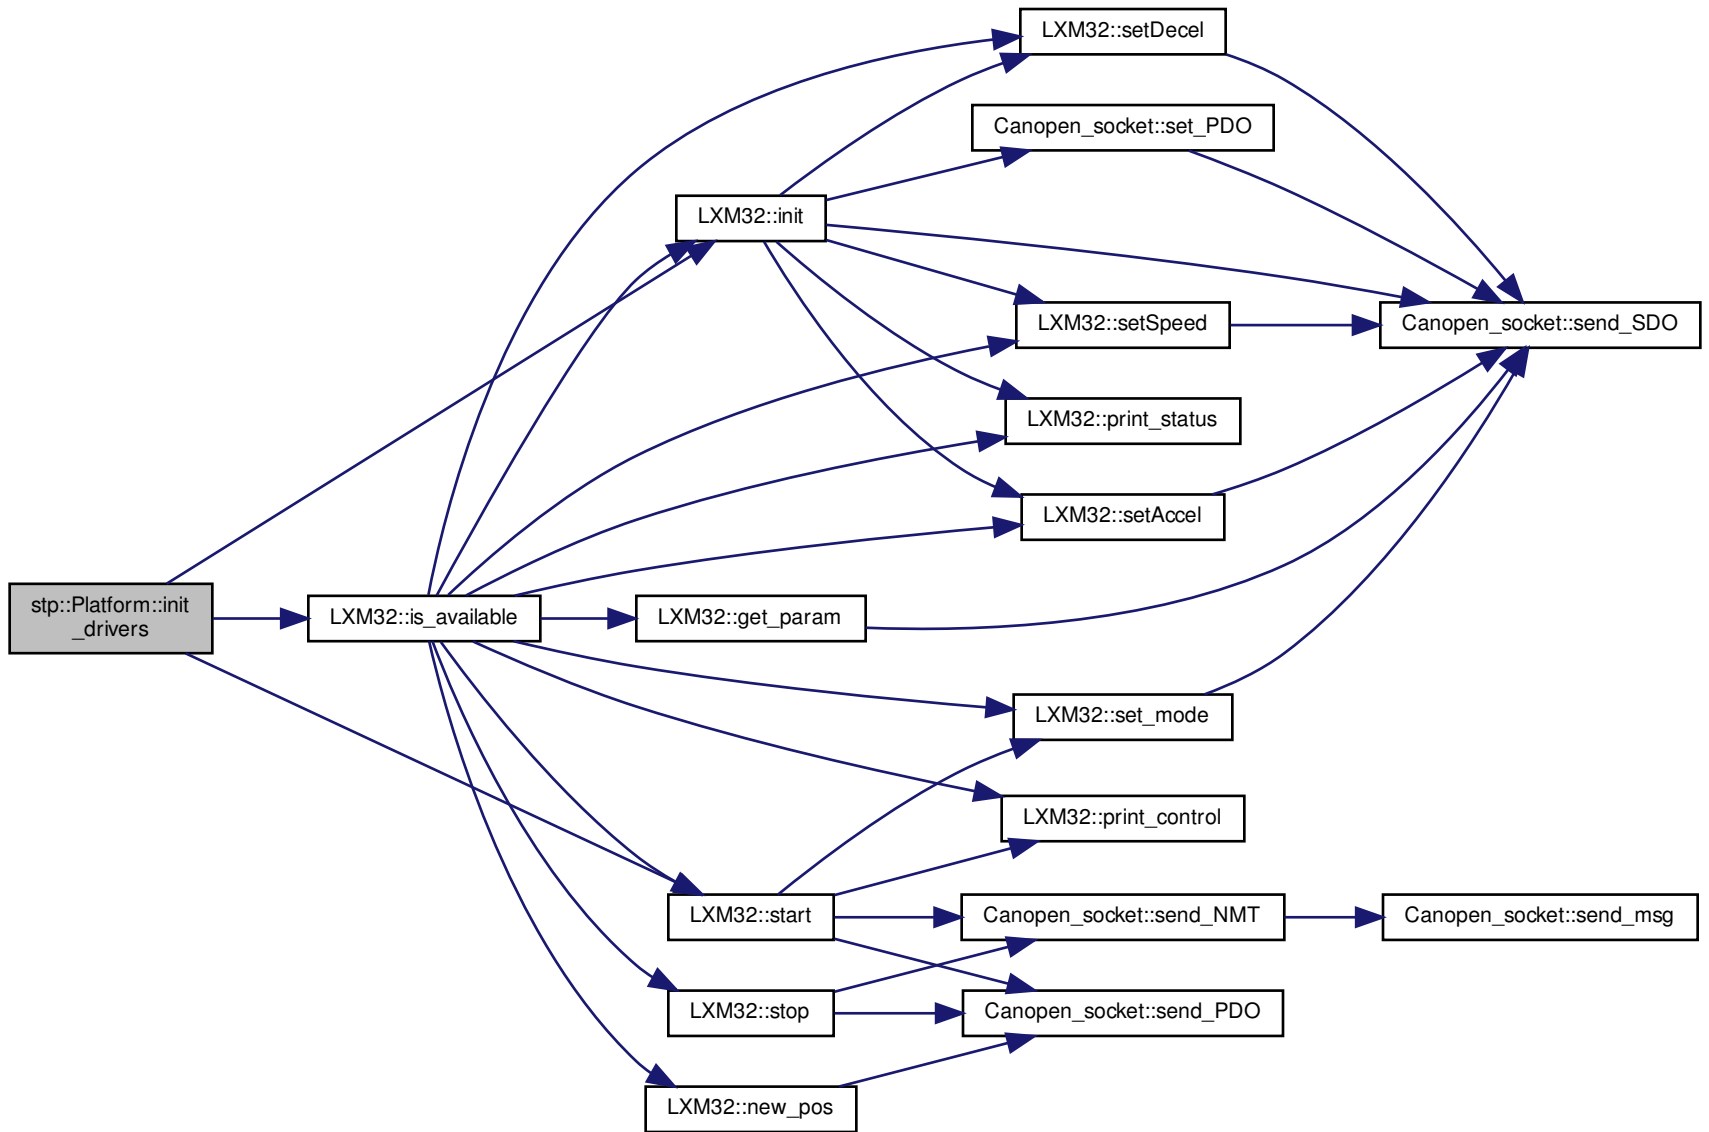 LXM32::setDecel
Canopen_socket::set_PDO
LXM32::init
Canopen_socket::send_SDO
LXM32::setSpeed
LXM32::print_status
LXM32::setAccel
stp::Platform::init
_drivers
LXM32::is_available
LXM32::get_param
LXM32::set_mode
LXM32::print_control
LXM32::start
Canopen_socket::send_NMT
Canopen_socket::send_msg
LXM32::stop
Canopen_socket::send_PDO
LXM32::new_pos